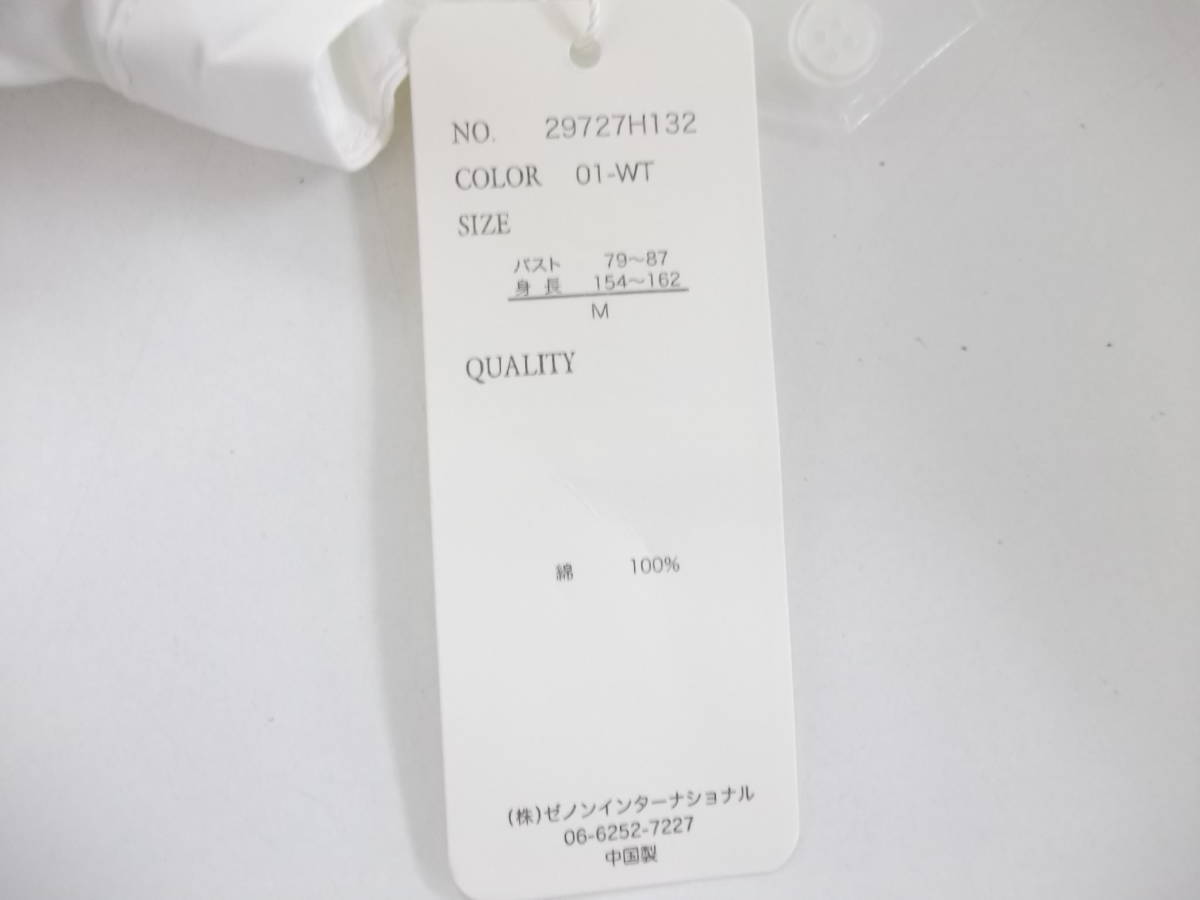 NO. 29727H132
COLOR 01-WT
SIZE
バスト 79〜87
身長 154〜162
M
QUALITY
綿 100%
(株)ゼノンインターナショナル
06-6252-7227
中国製